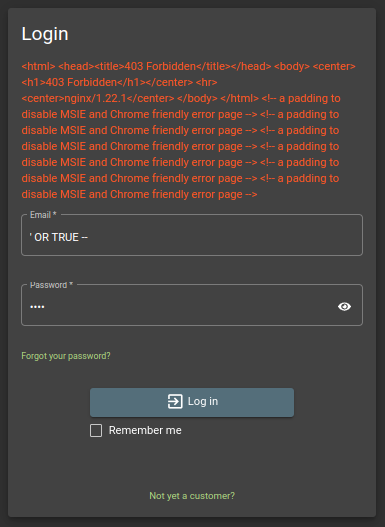 Login
<html> <head><title>403 Forbidden</title></head> <body> <center>
<h1>403 Forbidden</h1></center> <hr>
<center>nginx/1.22.1</center> </body> </html> <!-- a padding to
disable MSIE and Chrome friendly error page --> <!-- a padding to
disable MSIE and Chrome friendly error page --> <!-- a padding to
disable MSIE and Chrome friendly error page --> <!-- a padding to
disable MSIE and Chrome friendly error page --> <!-- a padding to
disable MSIE and Chrome friendly error page --> <!-- a padding to
disable MSIE and Chrome friendly error page -->
Email *
' OR TRUE --
Password *
••••
Forgot your password?
Log in
Remember me
Not yet a customer?